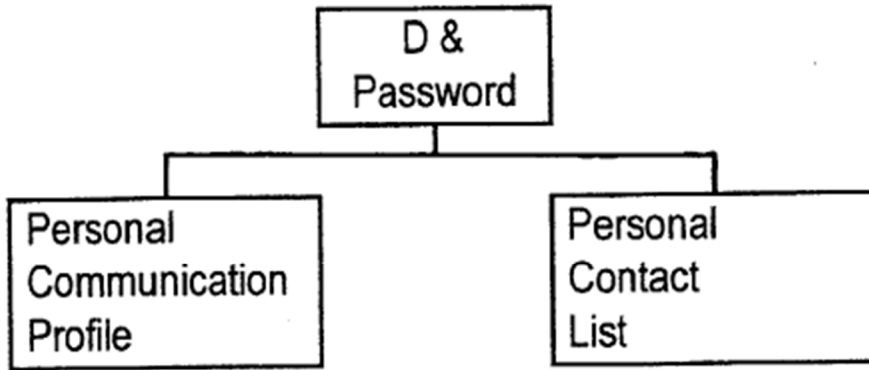 D &
Password
Personal
Communication
Profile
Personal
Contact
List